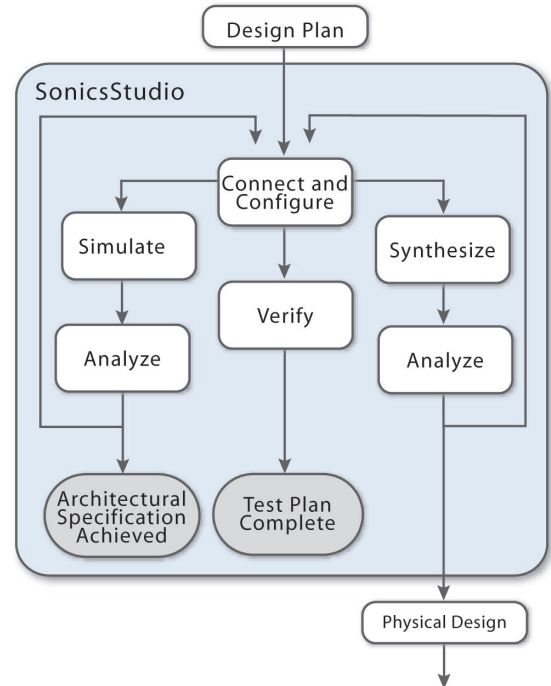 Design Plan
SonicsStudio
Connect and
Configure
Simulate
Synthesize
Verify
Analyze
Analyze
Architectural
Specification
Achieved
Test Plan
Complete
Physical Design